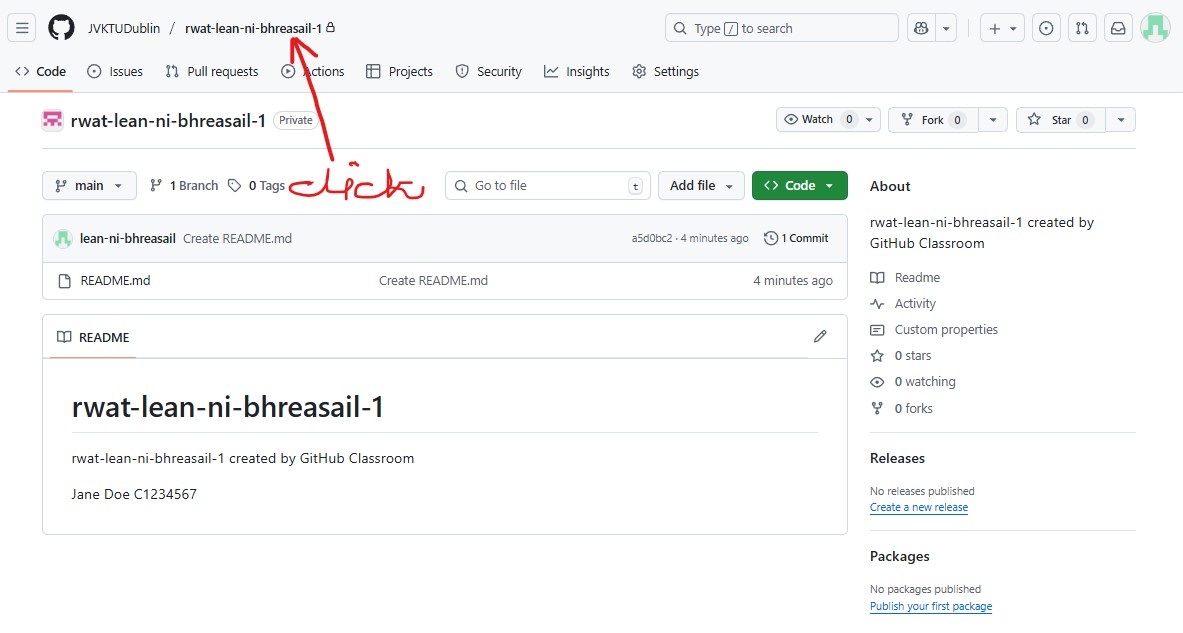 JVKTUDublin / rwat-lean-ni-bhreasail-1 Type / to search
Code Issues Pull requests Actions Projects Security Insights Settings
rwat-lean-ni-bhreasail-1 Private Watch 0 Fork 0 Star 0
main 1 Branch 0 Tags click Go to file t Add file Code
lean-ni-bhreasail Create README.md a5d0bc2 · 4 minutes ago 1 Commit
README.md Create README.md 4 minutes ago
README
rwat-lean-ni-bhreasail-1
rwat-lean-ni-bhreasail-1 created by GitHub Classroom
Jane Doe C1234567
About
rwat-lean-ni-bhreasail-1 created by
GitHub Classroom
Readme
Activity
Custom properties
0 stars
0 watching
0 forks
Releases
No releases published
Create a new release
Packages
No packages published
Publish your first package